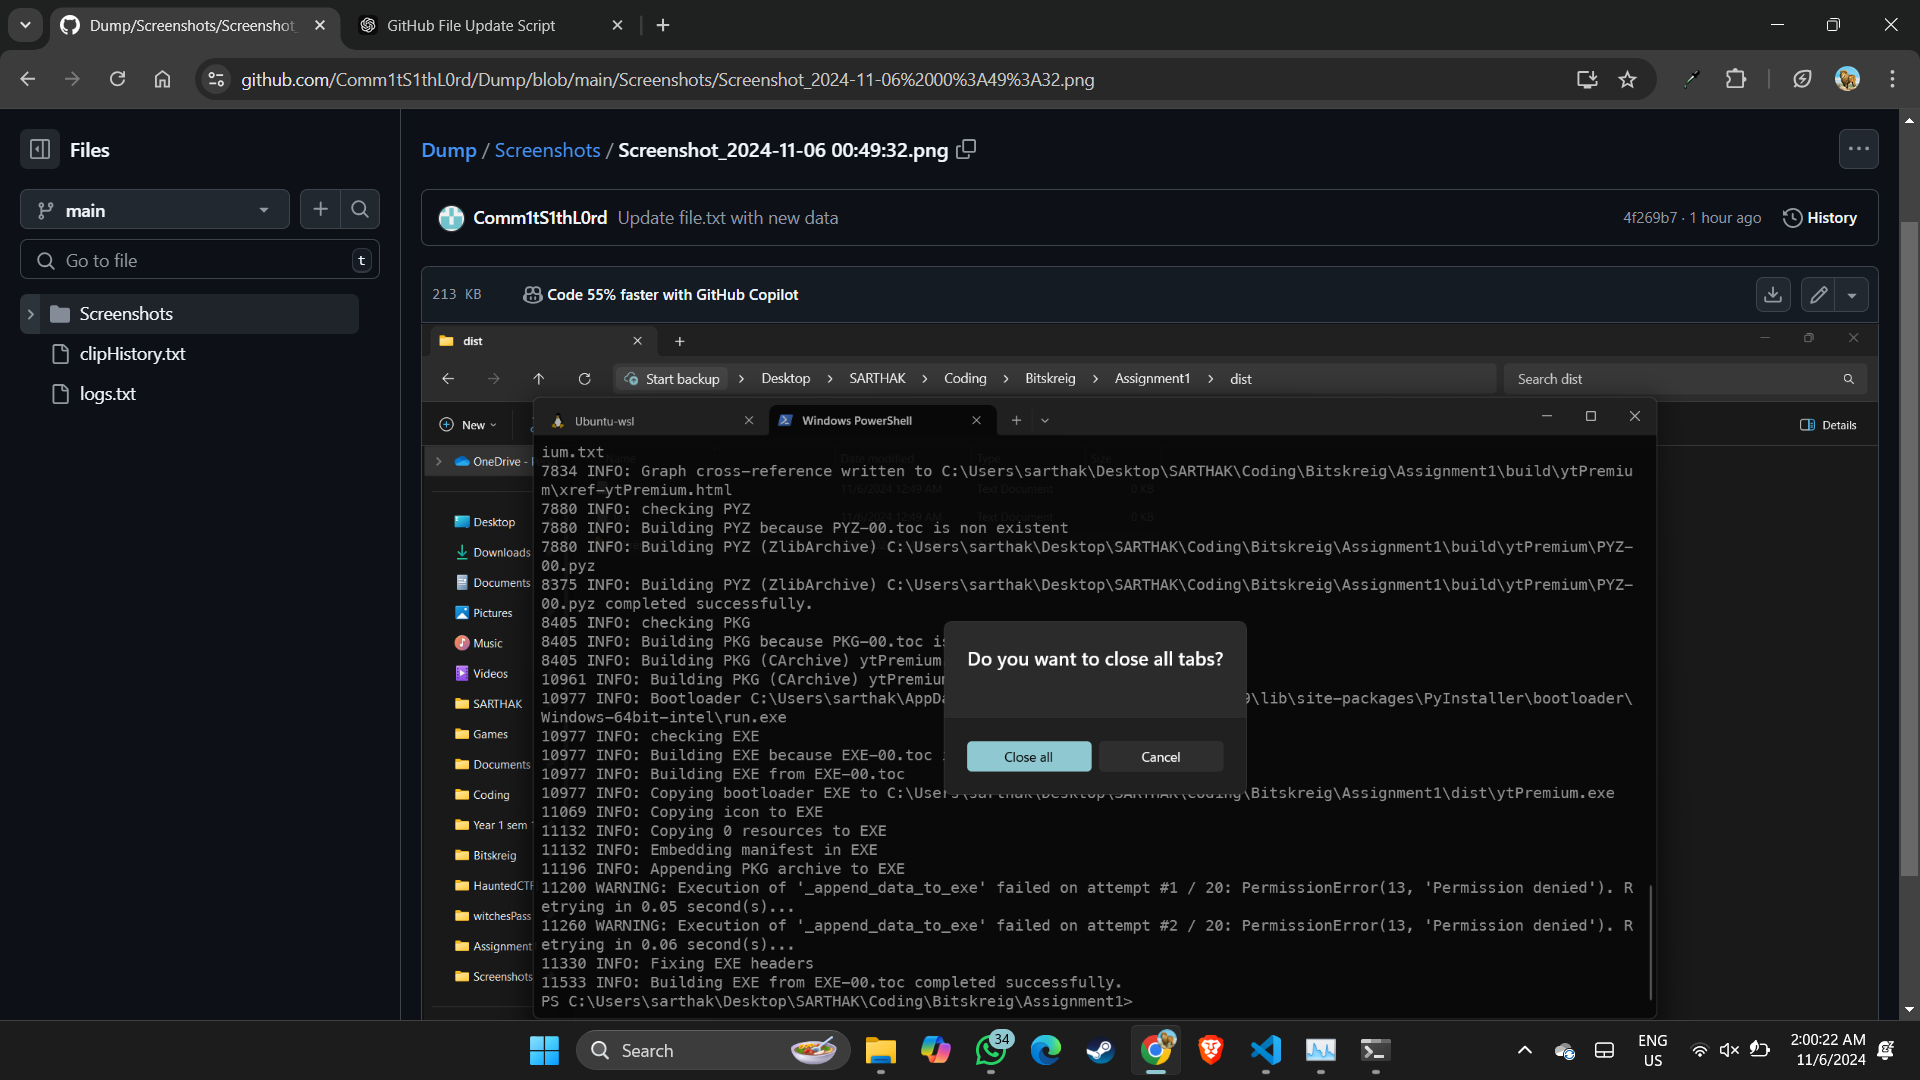 Dump/Screenshots/Screenshot_
GitHub File Update Script
github.com/Comm1tS1thL0rd/Dump/blob/main/Screenshots/Screenshot_2024-11-06%2000%3A49%3A32.png
Files
main
Go to file
t
Screenshots
clipHistory.txt
logs.txt
Dump / Screenshots / Screenshot_2024-11-06 00:49:32.png
Comm1tS1thL0rd Update file.txt with new data
4f269b7 · 1 hour ago
History
213 KB
Code 55% faster with GitHub Copilot
dist
Start backup > Desktop > SARTHAK > Coding > Bitskreig > Assignment1 > dist
Search dist
New
Details
OneDrive -
Desktop
Downloads
Documents
Pictures
Music
Videos
SARTHAK
Games
Documents
Coding
Year 1 sem
Bitskreig
HauntedCTF
witchesPass
Assignment
Screenshots
Ubuntu-wsl
Windows PowerShell
ium.txt
7834 INFO: Graph cross-reference written to C:\Users\sarthak\Desktop\SARTHAK\Coding\Bitskreig\Assignment1\build\ytPremiu
m\xref-ytPremium.html
7880 INFO: checking PYZ
7880 INFO: Building PYZ because PYZ-00.toc is non existent
7880 INFO: Building PYZ (ZlibArchive) C:\Users\sarthak\Desktop\SARTHAK\Coding\Bitskreig\Assignment1\build\ytPremium\PYZ-
00.pyz
8375 INFO: Building PYZ (ZlibArchive) C:\Users\sarthak\Desktop\SARTHAK\Coding\Bitskreig\Assignment1\build\ytPremium\PYZ-
00.pyz completed successfully.
8405 INFO: checking PKG
8405 INFO: Building PKG because PKG-00.toc is
8405 INFO: Building PKG (CArchive) ytPremium
10961 INFO: Building PKG (CArchive) ytPremium
10977 INFO: Bootloader C:\Users\sarthak\AppDa 9\lib\site-packages\PyInstaller\bootloader\
Windows-64bit-intel\run.exe
10977 INFO: checking EXE
10977 INFO: Building EXE because EXE-00.toc
10977 INFO: Building EXE from EXE-00.toc
10977 INFO: Copying bootloader EXE to C:\Users\sarthak\Desktop\SARTHAK\Coding\Bitskreig\Assignment1\dist\ytPremium.exe
11069 INFO: Copying icon to EXE
11132 INFO: Copying 0 resources to EXE
11132 INFO: Embedding manifest in EXE
11196 INFO: Appending PKG archive to EXE
11200 WARNING: Execution of '_append_data_to_exe' failed on attempt #1 / 20: PermissionError(13, 'Permission denied'). R
etrying in 0.05 second(s)...
11260 WARNING: Execution of '_append_data_to_exe' failed on attempt #2 / 20: PermissionError(13, 'Permission denied'). R
etrying in 0.06 second(s)...
11330 INFO: Fixing EXE headers
11533 INFO: Building EXE from EXE-00.toc completed successfully.
PS C:\Users\sarthak\Desktop\SARTHAK\Coding\Bitskreig\Assignment1>
Do you want to close all tabs?
Close all
Cancel
Search
34
ENG
US
2:00:22 AM
11/6/2024